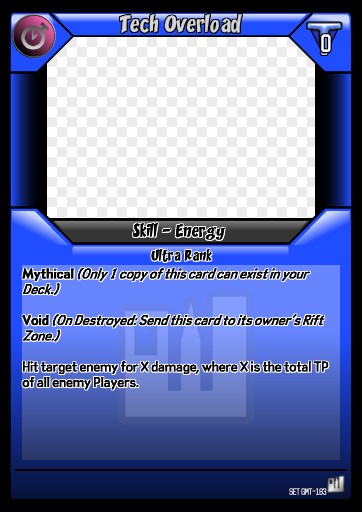 Tech Overload
0
Skill - Energy
Ultra Rank
Mythical (Only 1 copy of this card can exist in your
Deck.)
Void (On Destroyed: Send this card to its owner's Rift
Zone.)
Hit target enemy for X damage, where X is the total TP
of all enemy Players.
SET GMT-183